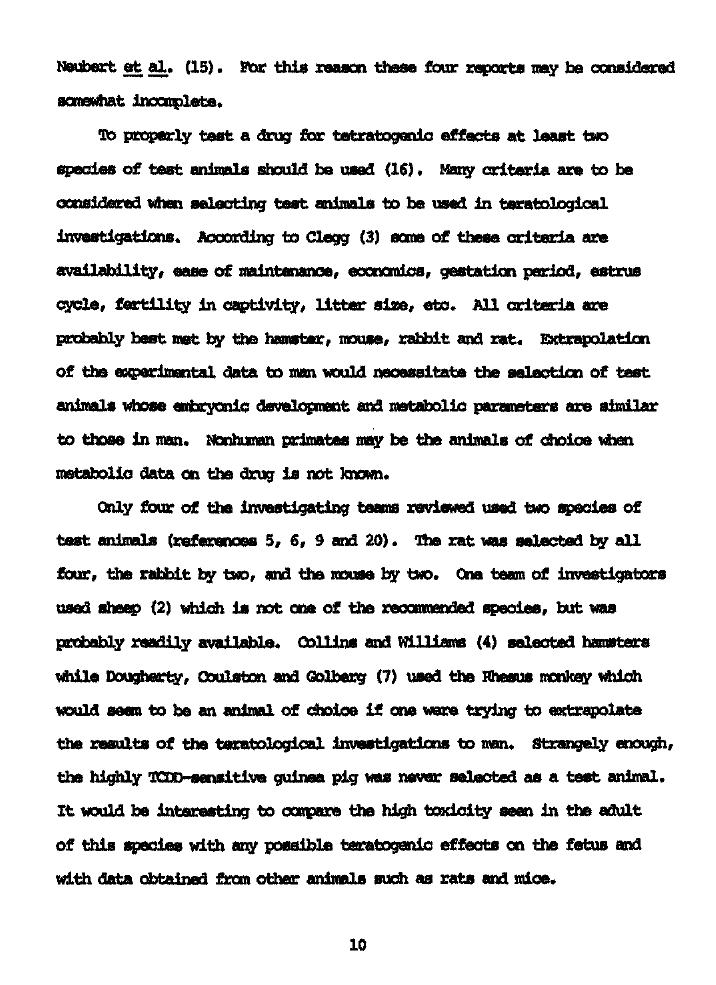 Neubert et al. (15). For this reason these four reports may be considered
somewhat incomplete.
To properly test a drug for tetratogenic effects at least two
species of test animals should be used (16). Many criteria are to be
considered when selecting test animals to be used in teratological
investigations. According to Clegg (3) some of these criteria are
availability, ease of maintenance, economics, gestation period, estrus
cycle, fertility in captivity, litter size, etc. All criteria are
probably best met by the hamster, mouse, rabbit and rat. Extrapolation
of the experimental data to man would necessitate the selection of test
animals whose embryonic development and metabolic parameters are similar
to those in man. Nonhuman primates may be the animals of choice when
metabolic data on the drug is not known.
Only four of the investigating teams reviewed used two species of
test animals (references 5, 6, 9 and 20). The rat was selected by all
four, the rabbit by two, and the mouse by two. One team of investigators
used sheep (2) which is not one of the recommended species, but was
probably readily available. Collins and Williams (4) selected hamsters
while Dougherty, Coulston and Golberg (7) used the Rhesus monkey which
would seem to be an animal of choice if one were trying to extrapolate
the results of the teratological investigations to man. Strangely enough,
the highly TCDD-sensitive guinea pig was never selected as a test animal.
It would be interesting to compare the high toxicity seen in the adult
of this species with any possible teratogenic effects on the fetus and
with data obtained from other animals such as rats and mice.
10